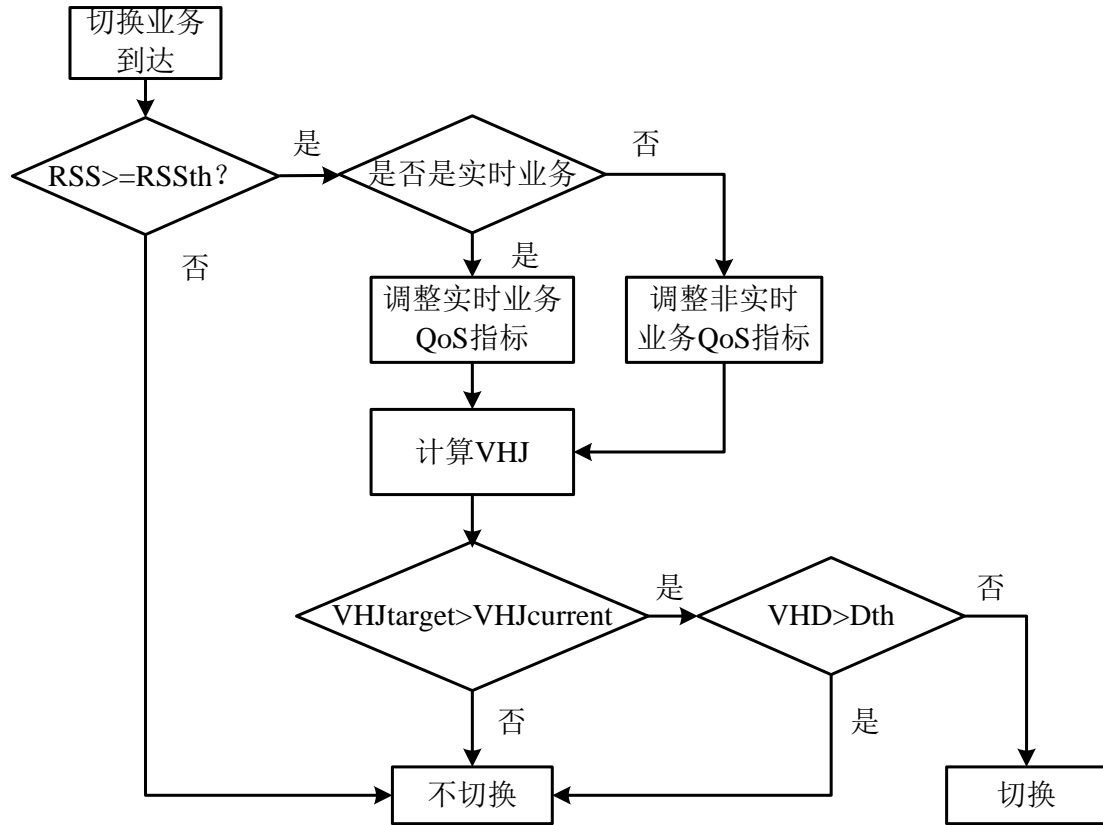 切换业务
到达
RSS>=RSSth？
是
是否是实时业务
否
否
是
调整实时业务
QoS指标
调整非实时
业务QoS指标
计算VHJ
VHJtarget>VHJcurrent
是
VHD>Dth
否
否
是
不切换
切换